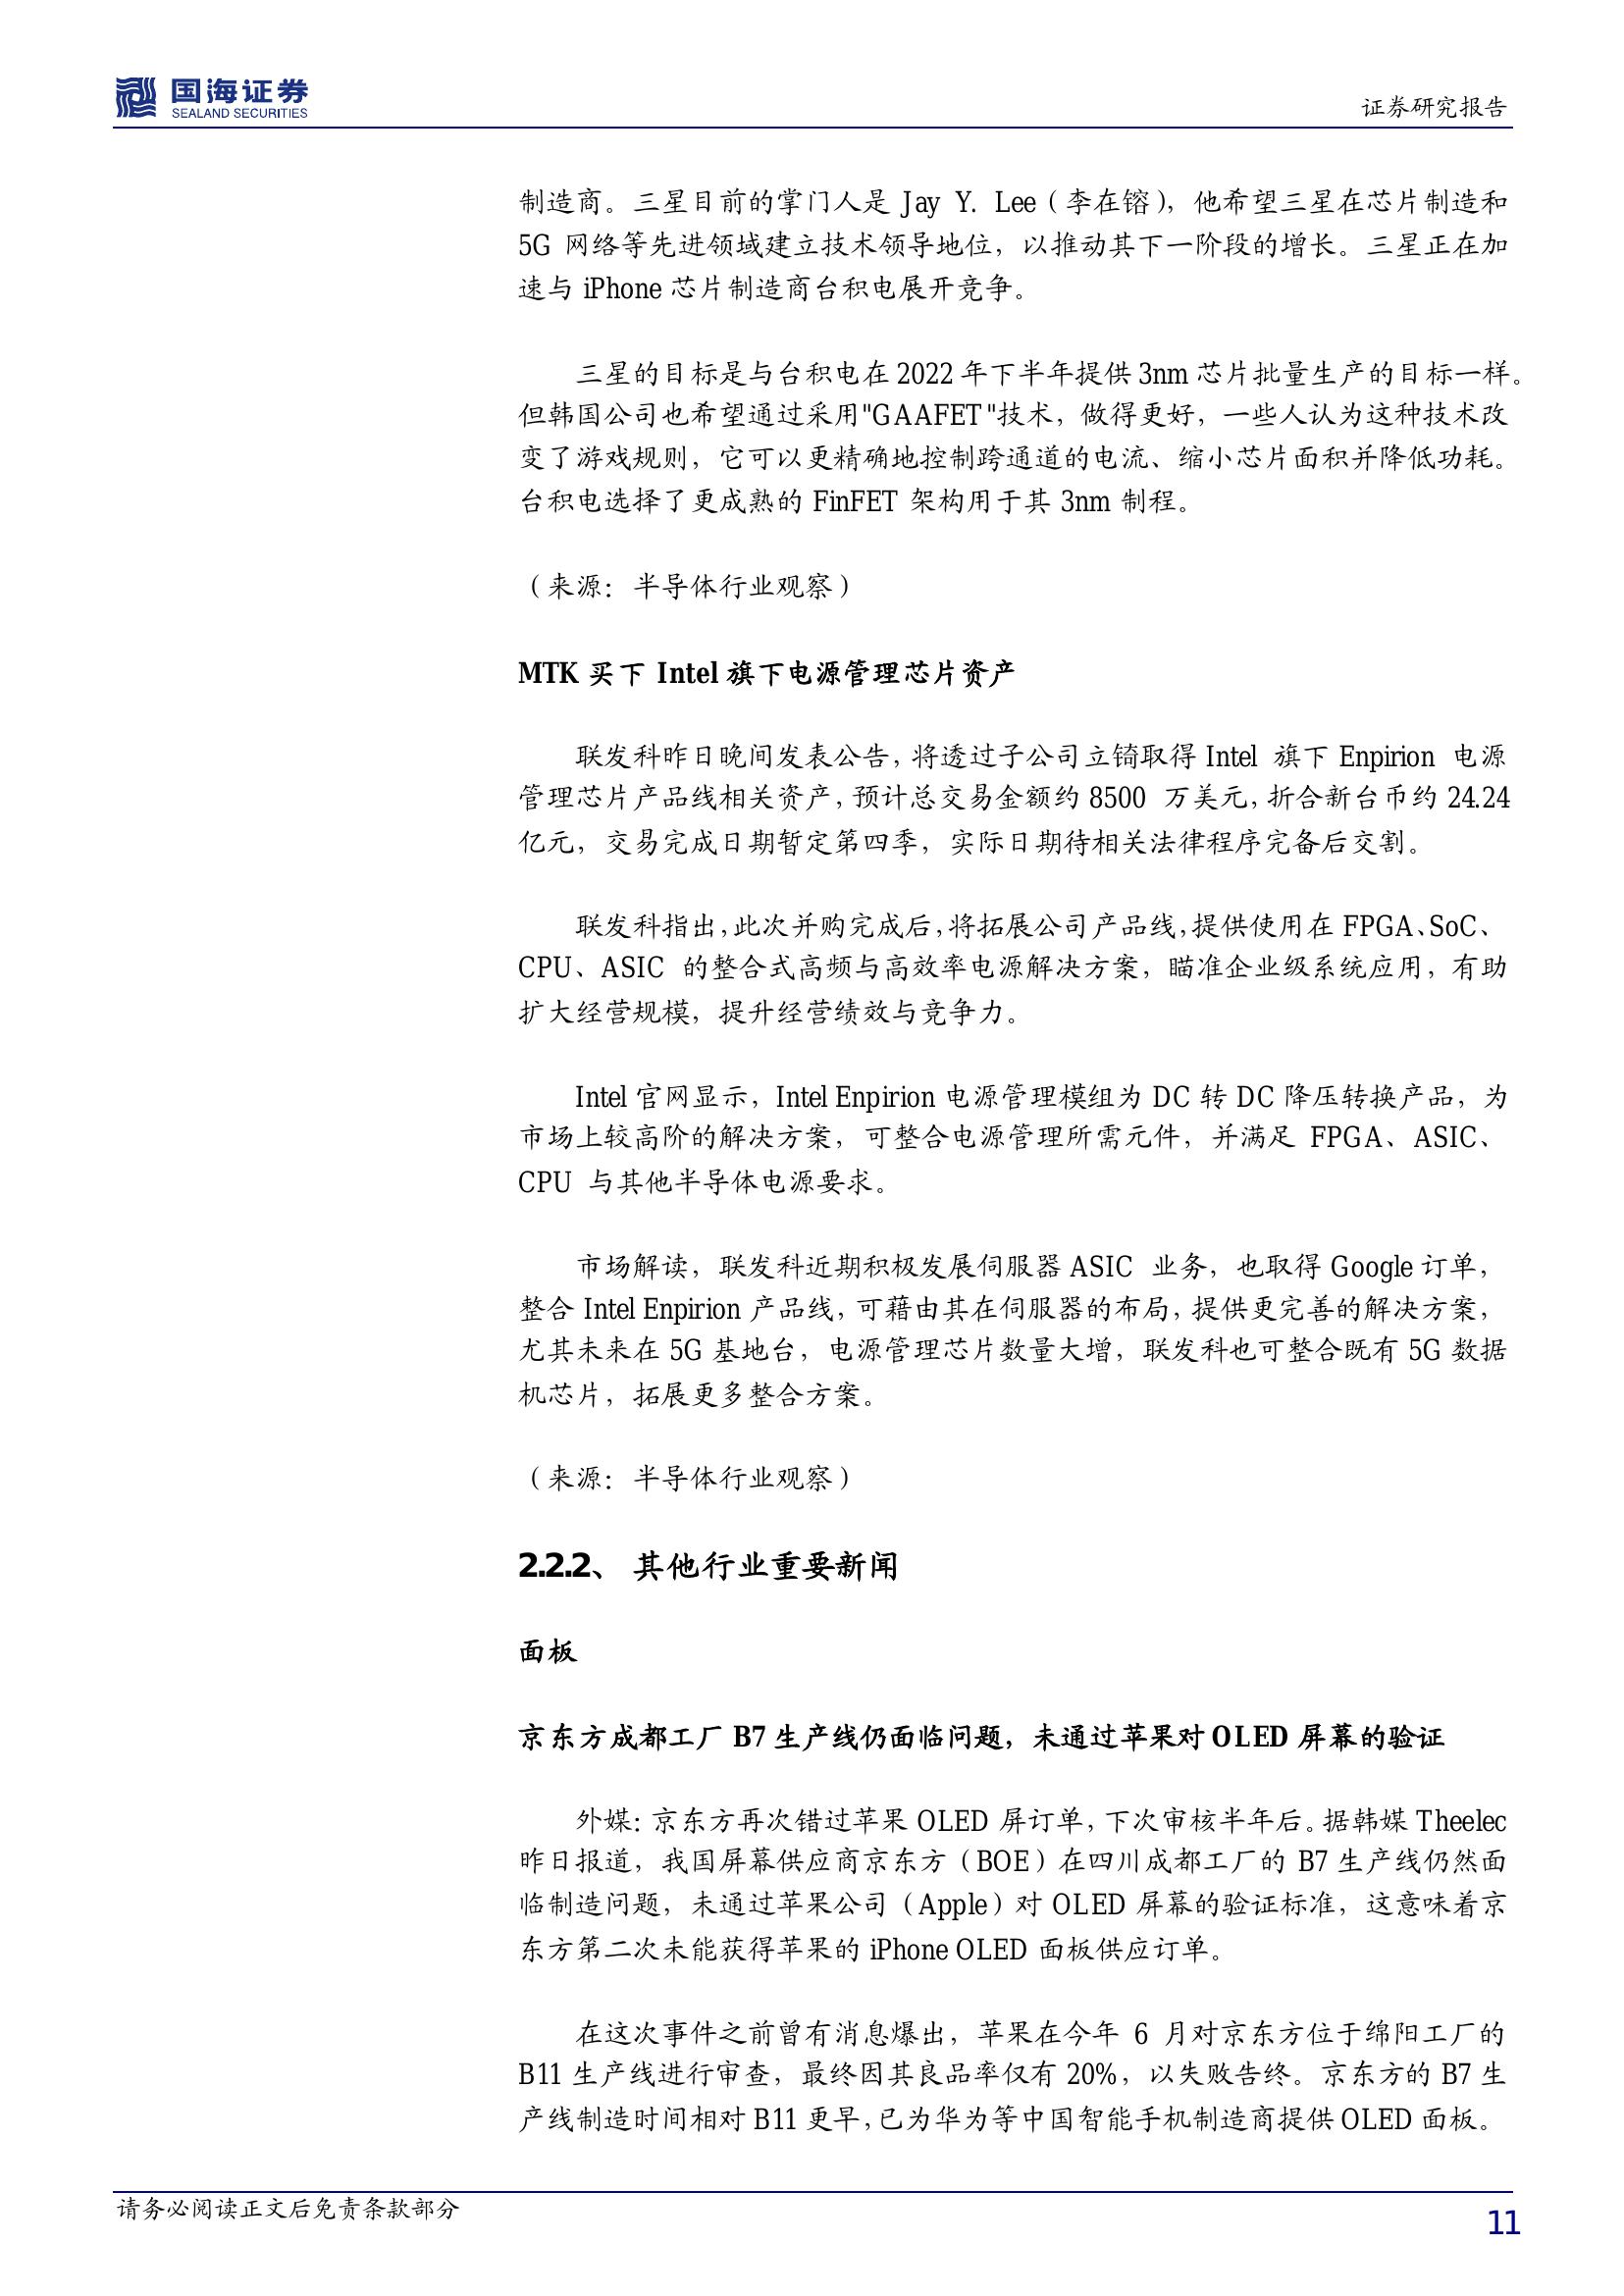 国海证券
SEALAND SECURITIES
证券研究报告
制造商。三星目前的掌门人是 Jay Y. Lee（李在镕），他希望三星在芯片制造和
5G 网络等先进领域建立技术领导地位，以推动其下一阶段的增长。三星正在加
速与 iPhone 芯片制造商台积电展开竞争。
三星的目标是与台积电在 2022 年下半年提供 3nm 芯片批量生产的目标一样。
但韩国公司也希望通过采用"GAAFET"技术，做得更好，一些人认为这种技术改
变了游戏规则，它可以更精确地控制跨通道的电流、缩小芯片面积并降低功耗。
台积电选择了更成熟的 FinFET 架构用于其 3nm 制程。
（来源：半导体行业观察）
MTK 买下 Intel 旗下电源管理芯片资产
联发科昨日晚间发表公告，将透过子公司立锜取得 Intel 旗下 Enpirion 电源
管理芯片产品线相关资产，预计总交易金额约 8500 万美元，折合新台币约 24.24
亿元，交易完成日期暂定第四季，实际日期待相关法律程序完备后交割。
联发科指出，此次并购完成后，将拓展公司产品线，提供使用在 FPGA、SoC、
CPU、ASIC 的整合式高频与高效率电源解决方案，瞄准企业级系统应用，有助
扩大经营规模，提升经营绩效与竞争力。
Intel 官网显示，Intel Enpirion 电源管理模组为 DC 转 DC 降压转换产品，为
市场上较高阶的解决方案，可整合电源管理所需元件，并满足 FPGA、ASIC、
CPU 与其他半导体电源要求。
市场解读，联发科近期积极发展伺服器 ASIC 业务，也取得 Google 订单，
整合 Intel Enpirion 产品线，可藉由其在伺服器的布局，提供更完善的解决方案，
尤其未来在 5G 基地台，电源管理芯片数量大增，联发科也可整合既有 5G 数据
机芯片，拓展更多整合方案。
（来源：半导体行业观察）
2.2.2、 其他行业重要新闻
面板
京东方成都工厂 B7 生产线仍面临问题，未通过苹果对 OLED 屏幕的验证
外媒：京东方再次错过苹果 OLED 屏订单，下次审核半年后。据韩媒 Theelec
昨日报道，我国屏幕供应商京东方（BOE）在四川成都工厂的 B7 生产线仍然面
临制造问题，未通过苹果公司（Apple）对 OLED 屏幕的验证标准，这意味着京
东方第二次未能获得苹果的 iPhone OLED 面板供应订单。
在这次事件之前曾有消息爆出，苹果在今年 6 月对京东方位于绵阳工厂的
B11 生产线进行审查，最终因其良品率仅有 20%，以失败告终。京东方的 B7 生
产线制造时间相对 B11 更早，已为华为等中国智能手机制造商提供 OLED 面板。
请务必阅读正文后免责条款部分
11